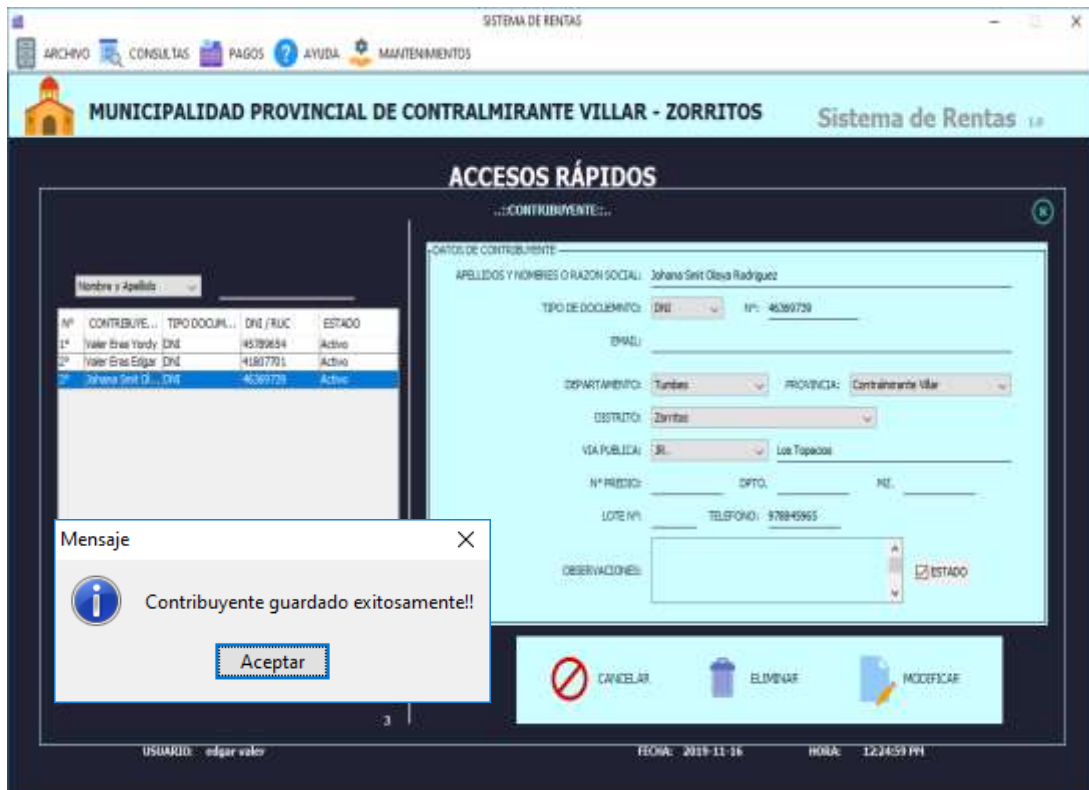 SISTEMA DE RENTAS
ARCHIVO CONSULTAS PAGOS AYUDA MANTENIMIENTOS
MUNICIPALIDAD PROVINCIAL DE CONTRALMIRANTE VILLAR - ZORRITOS
Sistema de Rentas 1.0
ACCESOS RÁPIDOS
..::CONTRIBUYENTE::..
DATOS DE CONTRIBUYENTE
APELLIDOS Y NOMBRES O RAZON SOCIAL: Johana Smit Olaya Rodriguez
Nombre y Apellido
TIPO DE DOCUEMNTO: DNI N°: 46369739
N° CONTRIBUYE... TIPO DOCUM... DNI / RUC ESTADO
1° Valer Eras Yordy DNI 45789654 Activo
2° Valer Eras Edgar DNI 41807701 Activo
3° Johana Smit Ol... DNI 46369739 Activo
EMAIL:
DEPARTAMENTO: Tumbes PROVINCIA: Contralmirante Villar
DISTRITO: Zorritos
VIA PUBLICA: JR. Los Topacios
N° PREDIO: DPTO. MZ.
LOTE N°: TELEFONO: 978845965
OBSERVACIONES:
ESTADO
Mensaje
Contribuyente guardado exitosamente!!
Aceptar
CANCELAR ELIMINAR MODIFICAR
3
USUARIO: edgar valer FECHA: 2019-11-16 HORA: 12:24:59 PM